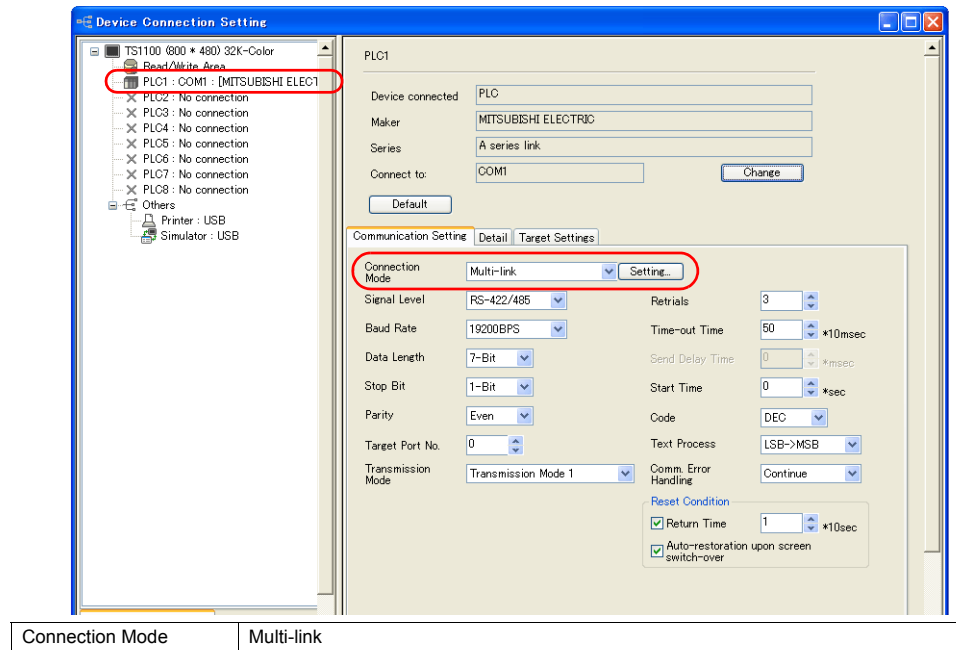 Device Connection Setting
TS1100 (800 * 480) 32K-Color
Read/Write Area
PLC1 : COM1 : [MITSUBISHI ELECT
PLC2 : No connection
PLC3 : No connection
PLC4 : No connection
PLC5 : No connection
PLC6 : No connection
PLC7 : No connection
PLC8 : No connection
Others
Printer : USB
Simulator : USB
PLC1
Device connected PLC
Maker MITSUBISHI ELECTRIC
Series A series link
Connect to: COM1 Change
Default
Communication Setting Detail Target Settings
Connection Mode Multi-link Setting...
Signal Level RS-422/485
Baud Rate 19200BPS
Data Length 7-Bit
Stop Bit 1-Bit
Parity Even
Target Port No. 0
Transmission Mode Transmission Mode 1
Retrials 3
Time-out Time 50 *10msec
Send Delay Time 0 *msec
Start Time 0 *sec
Code DEC
Text Process LSB->MSB
Comm. Error Handling Continue
Reset Condition
Return Time 1 *10sec
Auto-restoration upon screen switch-over
Connection Mode Multi-link